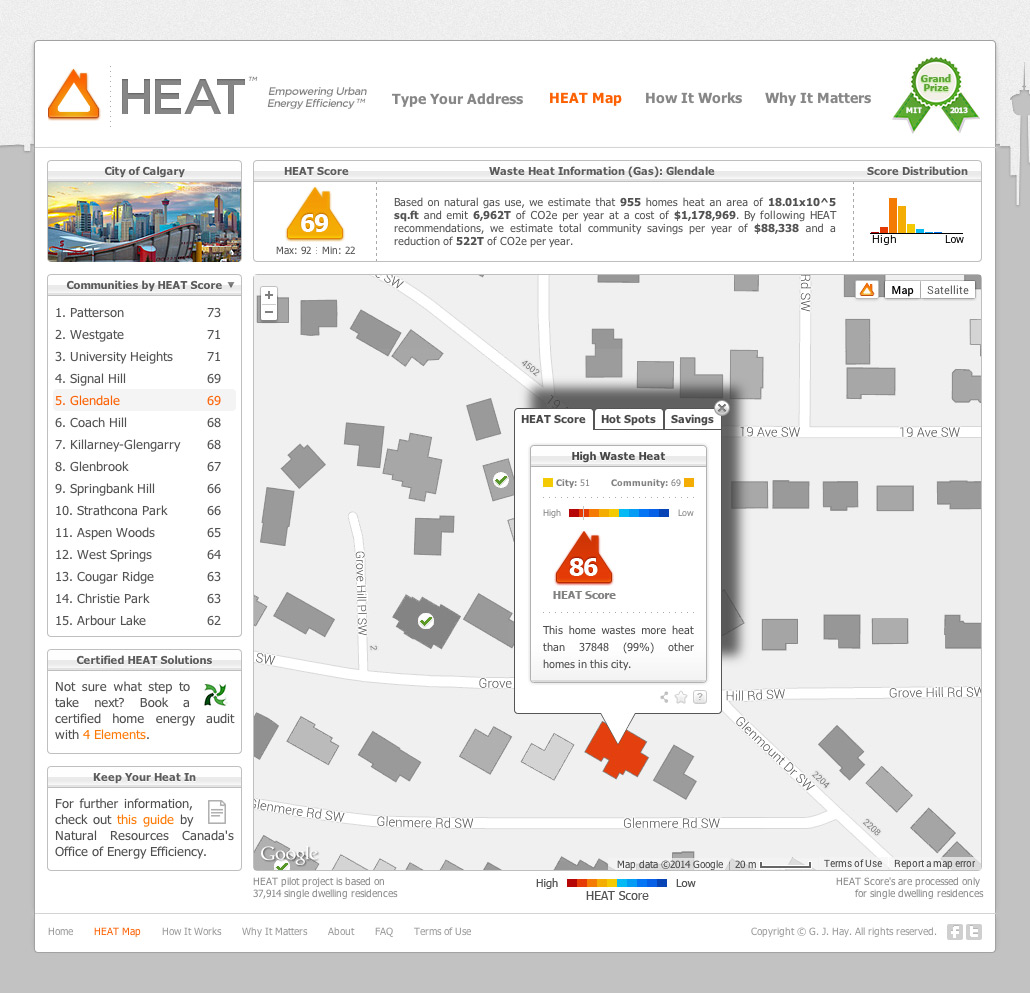 HEAT™
Empowering Urban
Energy Efficiency™
Type Your Address
HEAT Map
How It Works
Why It Matters
Grand
Prize
MIT
2013
City of Calgary
HEAT Score
69
Max: 92
Min: 22
Waste Heat Information (Gas): Glendale
Based on natural gas use, we estimate that 955 homes heat an area of 18.01x10^5
sq.ft and emit 6,962T of CO2e per year at a cost of $1,178,969. By following HEAT
recommendations, we estimate total community savings per year of $88,338 and a
reduction of 522T of CO2e per year.
Score Distribution
High
Low
Communities by HEAT Score ▼
1. Patterson 73
2. Westgate 71
3. University Heights 71
4. Signal Hill 69
5. Glendale 69
6. Coach Hill 68
7. Killarney-Glengarry 68
8. Glenbrook 67
9. Springbank Hill 66
10. Strathcona Park 66
11. Aspen Woods 65
12. West Springs 64
13. Cougar Ridge 63
14. Christie Park 63
15. Arbour Lake 62
Certified HEAT Solutions
Not sure what step to
take next? Book a
certified home energy audit
with 4 Elements.
Keep Your Heat In
For further information,
check out this guide by
Natural Resources Canada's
Office of Energy Efficiency.
+
−
SW
Rd SW
Map
Satellite
4602
19 A
19 Ave SW
19 Ave SW
HEAT Score
Hot Spots
Savings
High Waste Heat
City: 51
Community: 69
High
Low
86
HEAT Score
This home wastes more heat
than 37848 (99%) other
homes in this city.
?
Grove Hill Pl SW
2
SW
Grove
Hill Rd SW
Grove Hill Rd SW
Glenmount Dr SW
2204
2208
Glenmere Rd SW
Glenmere Rd SW
Glenmere Rd SW
Google
Map data ©2014 Google
20 m
Terms of Use
Report a map error
HEAT pilot project is based on
37,914 single dwelling residences
High
Low
HEAT Score
HEAT Score's are processed only
for single dwelling residences
Home
HEAT Map
How It Works
Why It Matters
About
FAQ
Terms of Use
Copyright © G. J. Hay. All rights reserved.